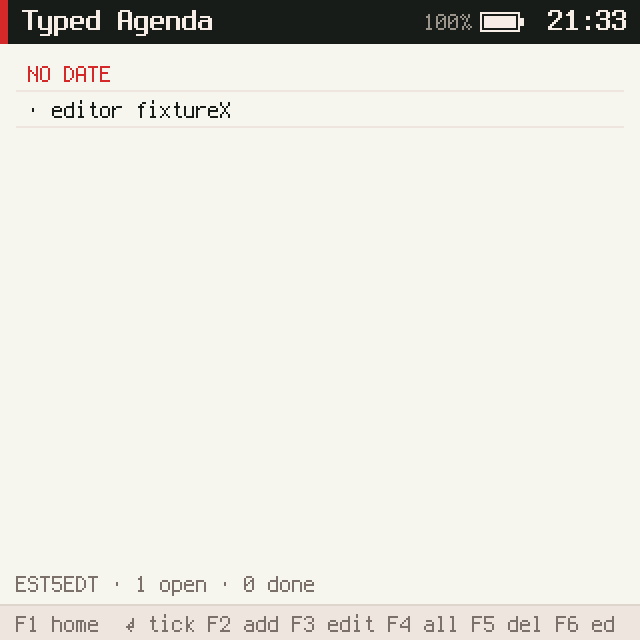 Typed Agenda 100% 21:33
NO DATE
· editor fixtureX
EST5EDT · 1 open · 0 done
F1 home ↲ tick F2 add F3 edit F4 all F5 del F6 ed